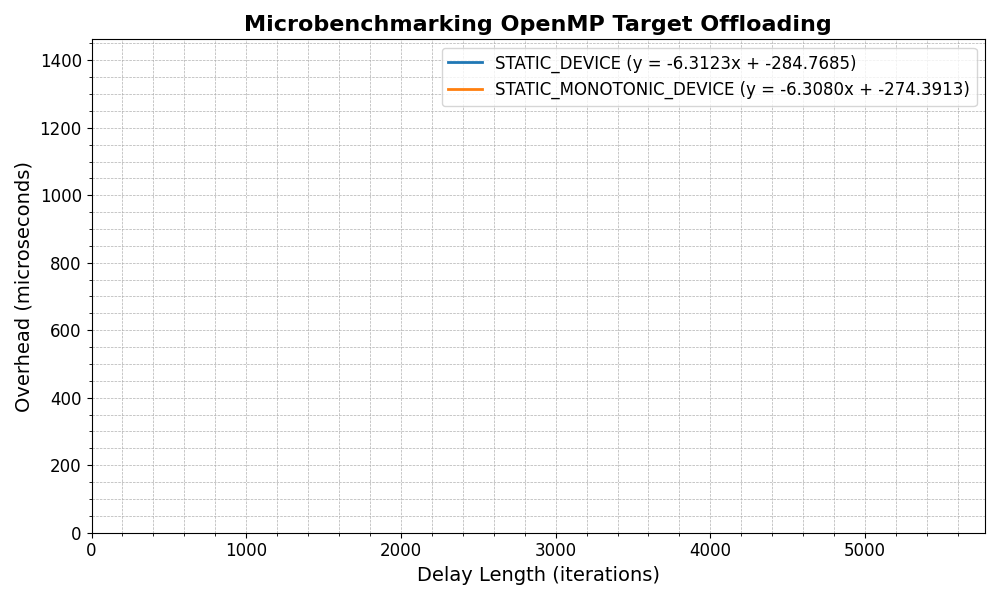 Microbenchmarking OpenMP Target Offloading
STATIC_DEVICE (y = -6.3123x + -284.7685)
STATIC_MONOTONIC_DEVICE (y = -6.3080x + -274.3913)
Overhead (microseconds)
1400
1200
1000
800
600
400
200
0
0 1000 2000 3000 4000 5000
Delay Length (iterations)